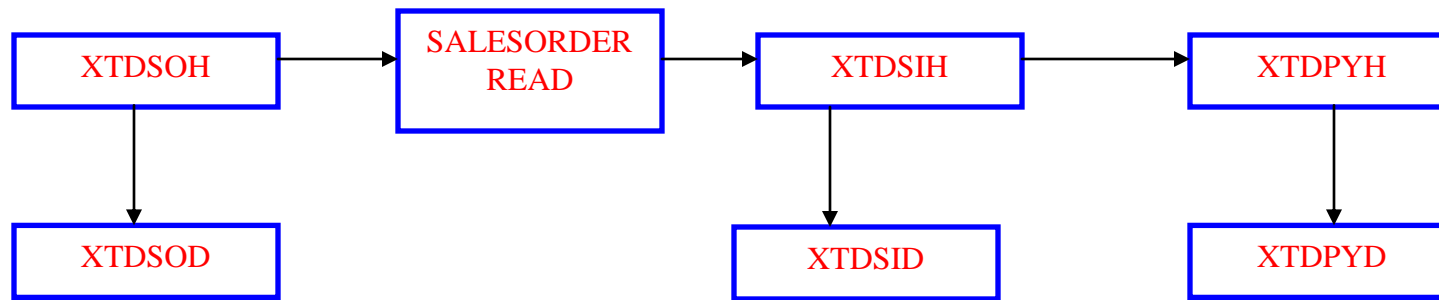 XTDSOH
SALESORDER
READ
XTDSIH
XTDPYH
XTDSOD
XTDSID
XTDPYD